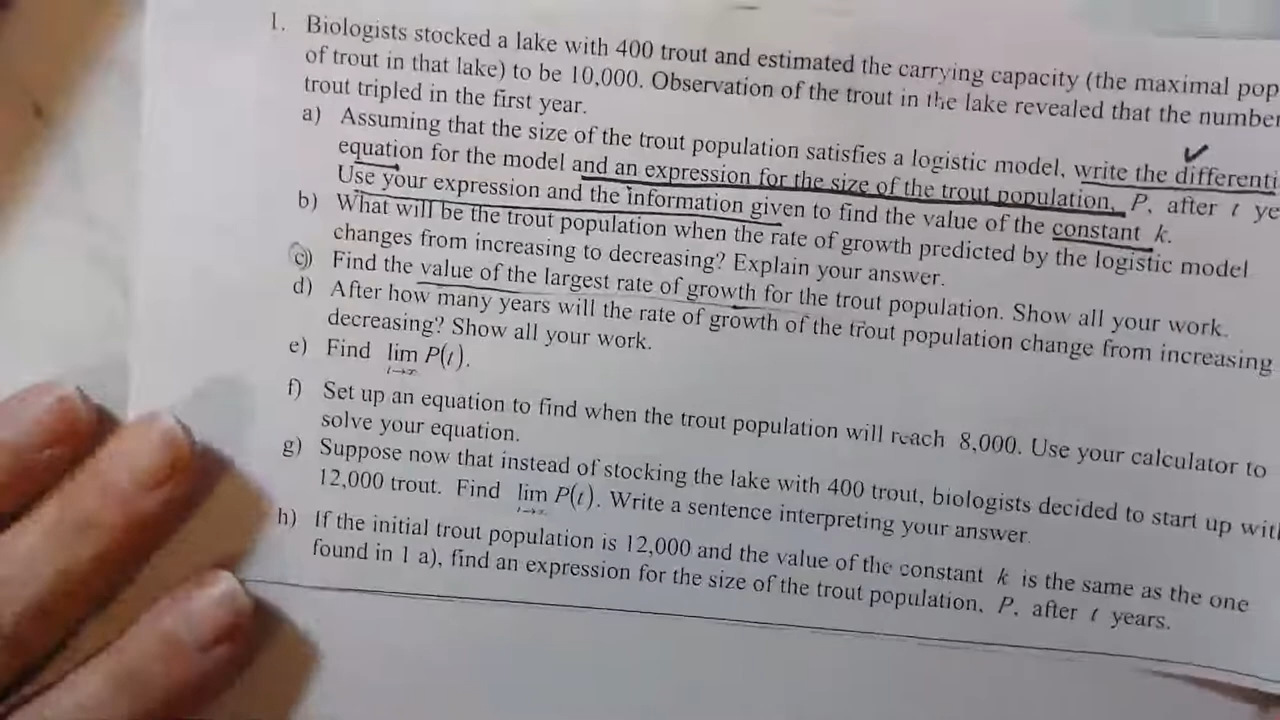 1. Biologists stocked a lake with 400 trout and estimated the carrying capacity (the maximal pop
of trout in that lake) to be 10,000. Observation of the trout in the lake revealed that the number
trout tripled in the first year.
a) Assuming that the size of the trout population satisfies a logistic model, write the differenti
equation for the model and an expression for the size of the trout population, P, after t ye
Use your expression and the information given to find the value of the constant k.
b) What will be the trout population when the rate of growth predicted by the logistic model
changes from increasing to decreasing? Explain your answer.
c) Find the value of the largest rate of growth for the trout population. Show all your work.
d) After how many years will the rate of growth of the trout population change from increasing
decreasing? Show all your work.
e) Find lim P(t).
t→∞
f) Set up an equation to find when the trout population will reach 8,000. Use your calculator to
solve your equation.
g) Suppose now that instead of stocking the lake with 400 trout, biologists decided to start up with
12,000 trout. Find lim P(t). Write a sentence interpreting your answer.
t→∞
h) If the initial trout population is 12,000 and the value of the constant k is the same as the one
found in 1 a), find an expression for the size of the trout population, P, after t years.